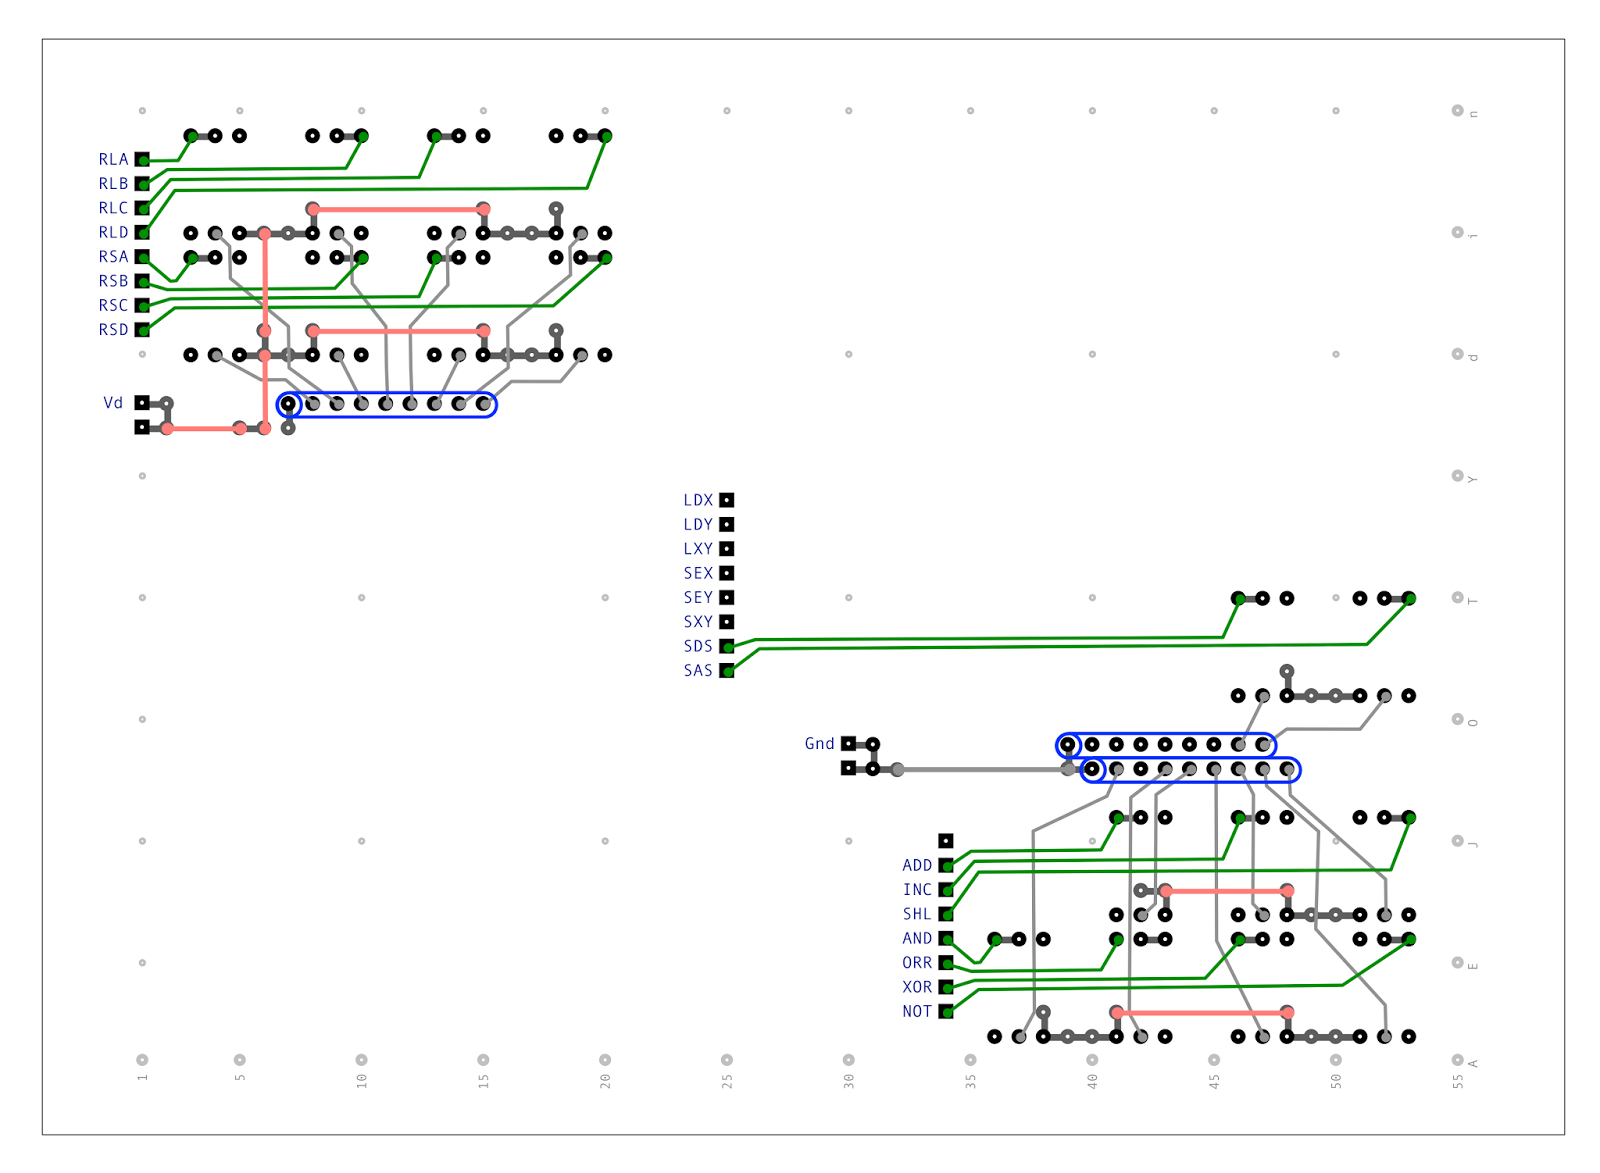 n
RLA
RLB
RLC
RLD
i
RSA
RSB
RSC
RSD
d
Vd
Y
LDX
LDY
LXY
SEX
SEY
T
SXY
SDS
SAS
O
Gnd
J
ADD
INC
SHL
AND
ORR
E
XOR
NOT
A
1 5 10 15 20 25 30 35 40 45 50 55